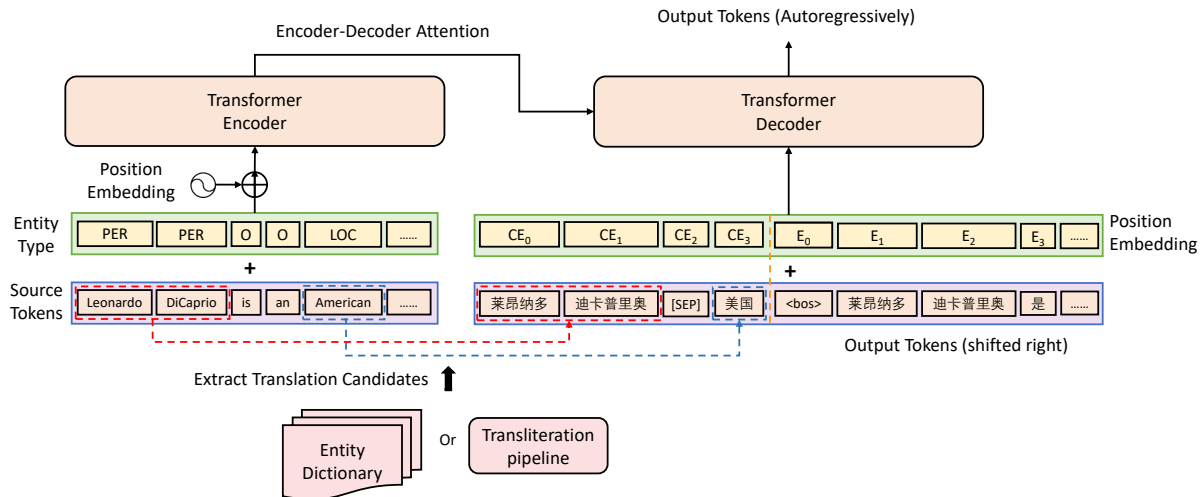 Output Tokens (Autoregressively)
Encoder-Decoder Attention
Transformer
Encoder
Transformer
Decoder
Position
Embedding
Entity
Type
PER PER O O LOC ......
CE0 CE1 CE2 CE3 E0 E1 E2 E3 ......
Position
Embedding
+
+
Source
Tokens
Leonardo DiCaprio is an American ......
莱昂纳多 迪卡普里奥 [SEP] 美国 <bos> 莱昂纳多 迪卡普里奥 是 ......
Output Tokens (shifted right)
Extract Translation Candidates
Entity
Dictionary
Or
Transliteration
pipeline